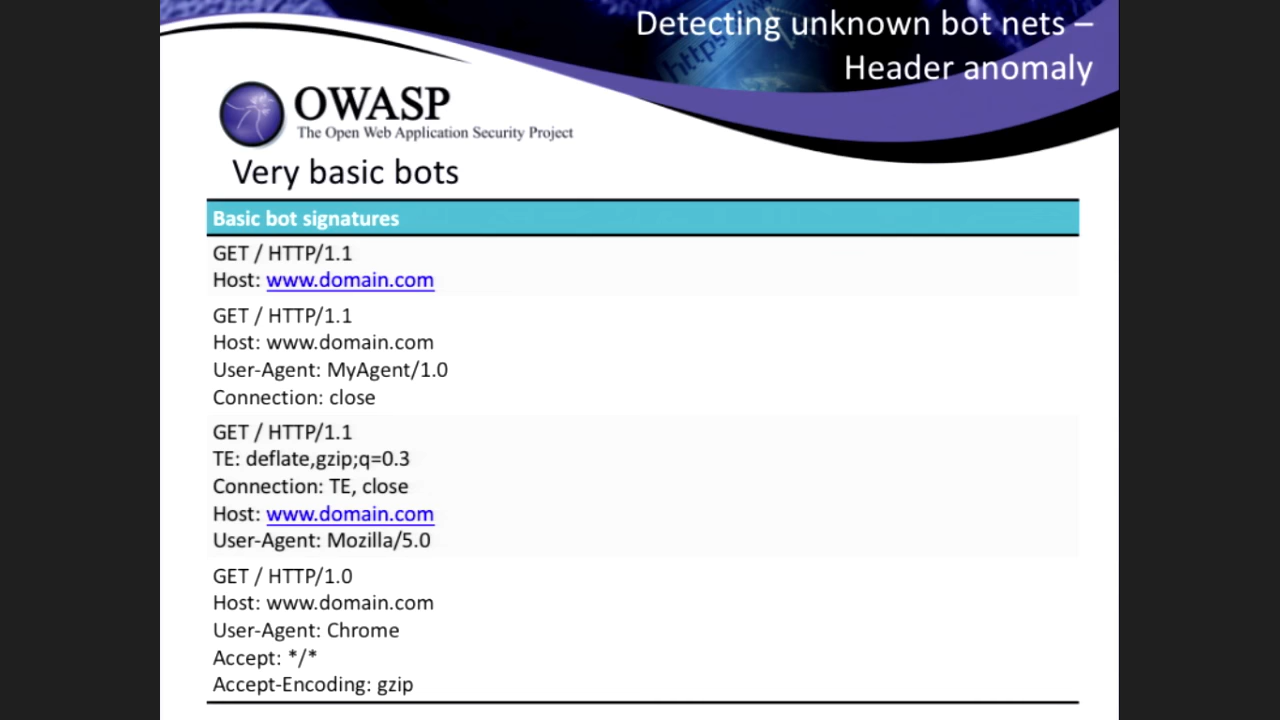 Detecting unknown bot nets –
Header anomaly
https
OWASP
The Open Web Application Security Project
Very basic bots
Basic bot signatures
GET / HTTP/1.1
Host: www.domain.com
GET / HTTP/1.1
Host: www.domain.com
User-Agent: MyAgent/1.0
Connection: close
GET / HTTP/1.1
TE: deflate,gzip;q=0.3
Connection: TE, close
Host: www.domain.com
User-Agent: Mozilla/5.0
GET / HTTP/1.0
Host: www.domain.com
User-Agent: Chrome
Accept: */*
Accept-Encoding: gzip